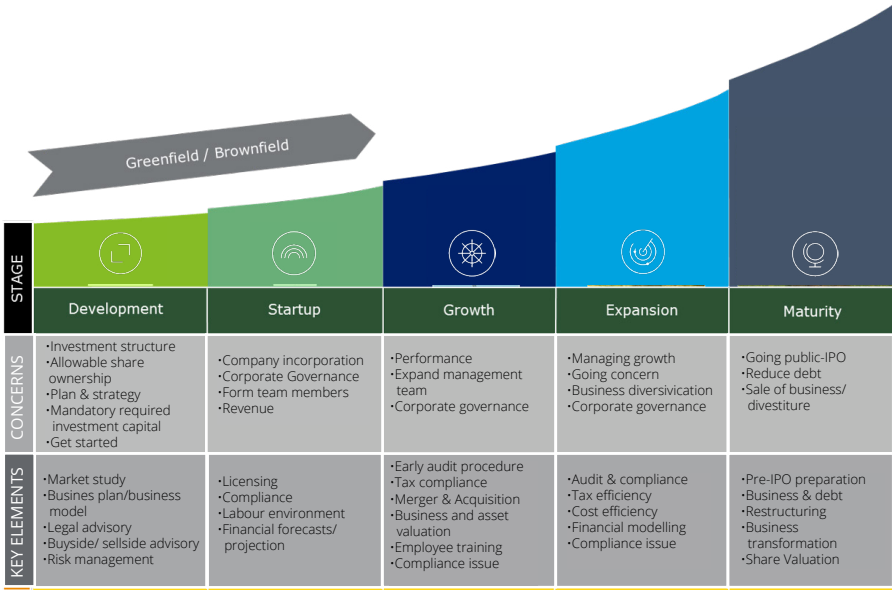 Greenfield / Brownfield
STAGE
Development
Startup
Growth
Expansion
Maturity
CONCERNS
•Investment structure
•Allowable share
ownership
•Plan & strategy
•Mandatory required
investment capital
•Get started
•Company incorporation
•Corporate Governance
•Form team members
•Revenue
•Performance
•Expand management
team
•Corporate governance
•Managing growth
•Going concern
•Business diversivication
•Corporate governance
•Going public-IPO
•Reduce debt
•Sale of business/
divestiture
KEY ELEMENTS
•Market study
•Busines plan/business
model
•Legal advisory
•Buyside/ sellside advisory
•Risk management
•Licensing
•Compliance
•Labour environment
•Financial forecasts/
projection
•Early audit procedure
•Tax compliance
•Merger & Acquisition
•Business and asset
valuation
•Employee training
•Compliance issue
•Audit & compliance
•Tax efficiency
•Cost efficiency
•Financial modelling
•Compliance issue
•Pre-IPO preparation
•Business & debt
•Restructuring
•Business
transformation
•Share Valuation